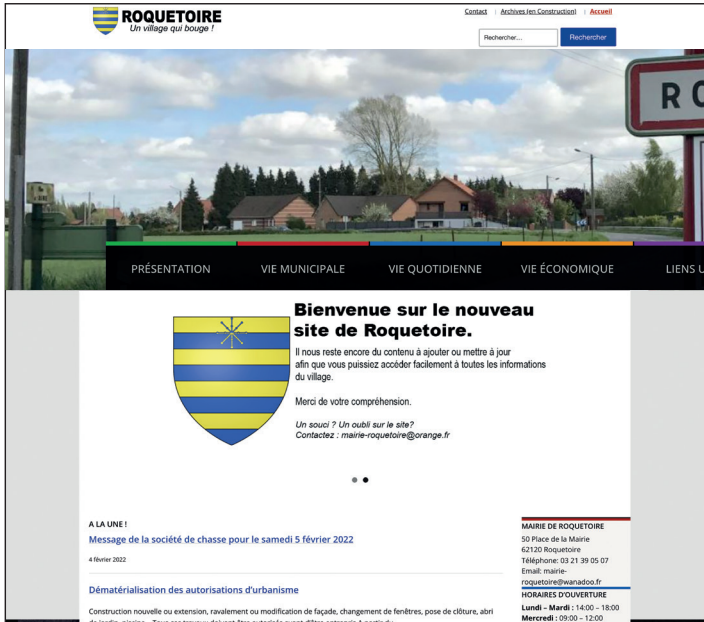 ROQUETOIRE
Un village qui bouge !
Contact | Archives (en Construction) | Accueil
Rechercher... Rechercher
PRÉSENTATION VIE MUNICIPALE VIE QUOTIDIENNE VIE ÉCONOMIQUE LIENS U
Bienvenue sur le nouveau
site de Roquetoire.
Il nous reste encore du contenu à ajouter ou mettre à jour
afin que vous puissiez accéder facilement à toutes les informations
du village.
Merci de votre compréhension.
Un souci ? Un oubli sur le site?
Contactez : mairie-roquetoire@orange.fr
A LA UNE !
Message de la société de chasse pour le samedi 5 février 2022
4 février 2022
Dématérialisation des autorisations d'urbanisme
Construction nouvelle ou extension, ravalement ou modification de façade, changement de fenêtres, pose de clôture, abri
MAIRIE DE ROQUETOIRE
50 Place de la Mairie
62120 Roquetoire
Téléphone: 03 21 39 05 07
Email: mairie-
roquetoire@wanadoo.fr
HORAIRES D'OUVERTURE
Lundi – Mardi : 14:00 – 18:00
Mercredi : 09:00 – 12:00